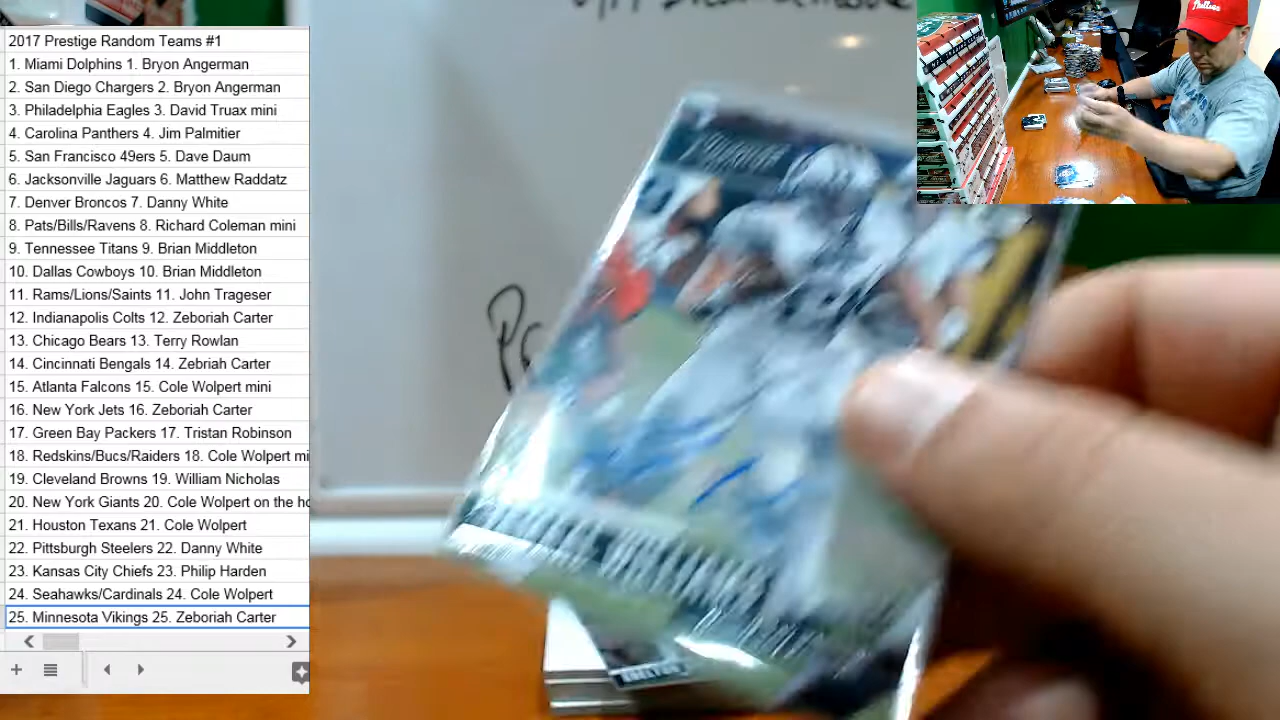 2017 Prestige Random Teams #1
1. Miami Dolphins 1. Bryon Angerman
2. San Diego Chargers 2. Bryon Angerman
3. Philadelphia Eagles 3. David Truax mini
4. Carolina Panthers 4. Jim Palmitier
5. San Francisco 49ers 5. Dave Daum
6. Jacksonville Jaguars 6. Matthew Raddatz
7. Denver Broncos 7. Danny White
8. Pats/Bills/Ravens 8. Richard Coleman mini
9. Tennessee Titans 9. Brian Middleton
10. Dallas Cowboys 10. Brian Middleton
11. Rams/Lions/Saints 11. John Trageser
12. Indianapolis Colts 12. Zeboriah Carter
13. Chicago Bears 13. Terry Rowlan
14. Cincinnati Bengals 14. Zebriah Carter
15. Atlanta Falcons 15. Cole Wolpert mini
16. New York Jets 16. Zeboriah Carter
17. Green Bay Packers 17. Tristan Robinson
18. Redskins/Bucs/Raiders 18. Cole Wolpert mi
19. Cleveland Browns 19. William Nicholas
20. New York Giants 20. Cole Wolpert on the ho
21. Houston Texans 21. Cole Wolpert
22. Pittsburgh Steelers 22. Danny White
23. Kansas City Chiefs 23. Philip Harden
24. Seahawks/Cardinals 24. Cole Wolpert
25. Minnesota Vikings 25. Zeboriah Carter
Phillies